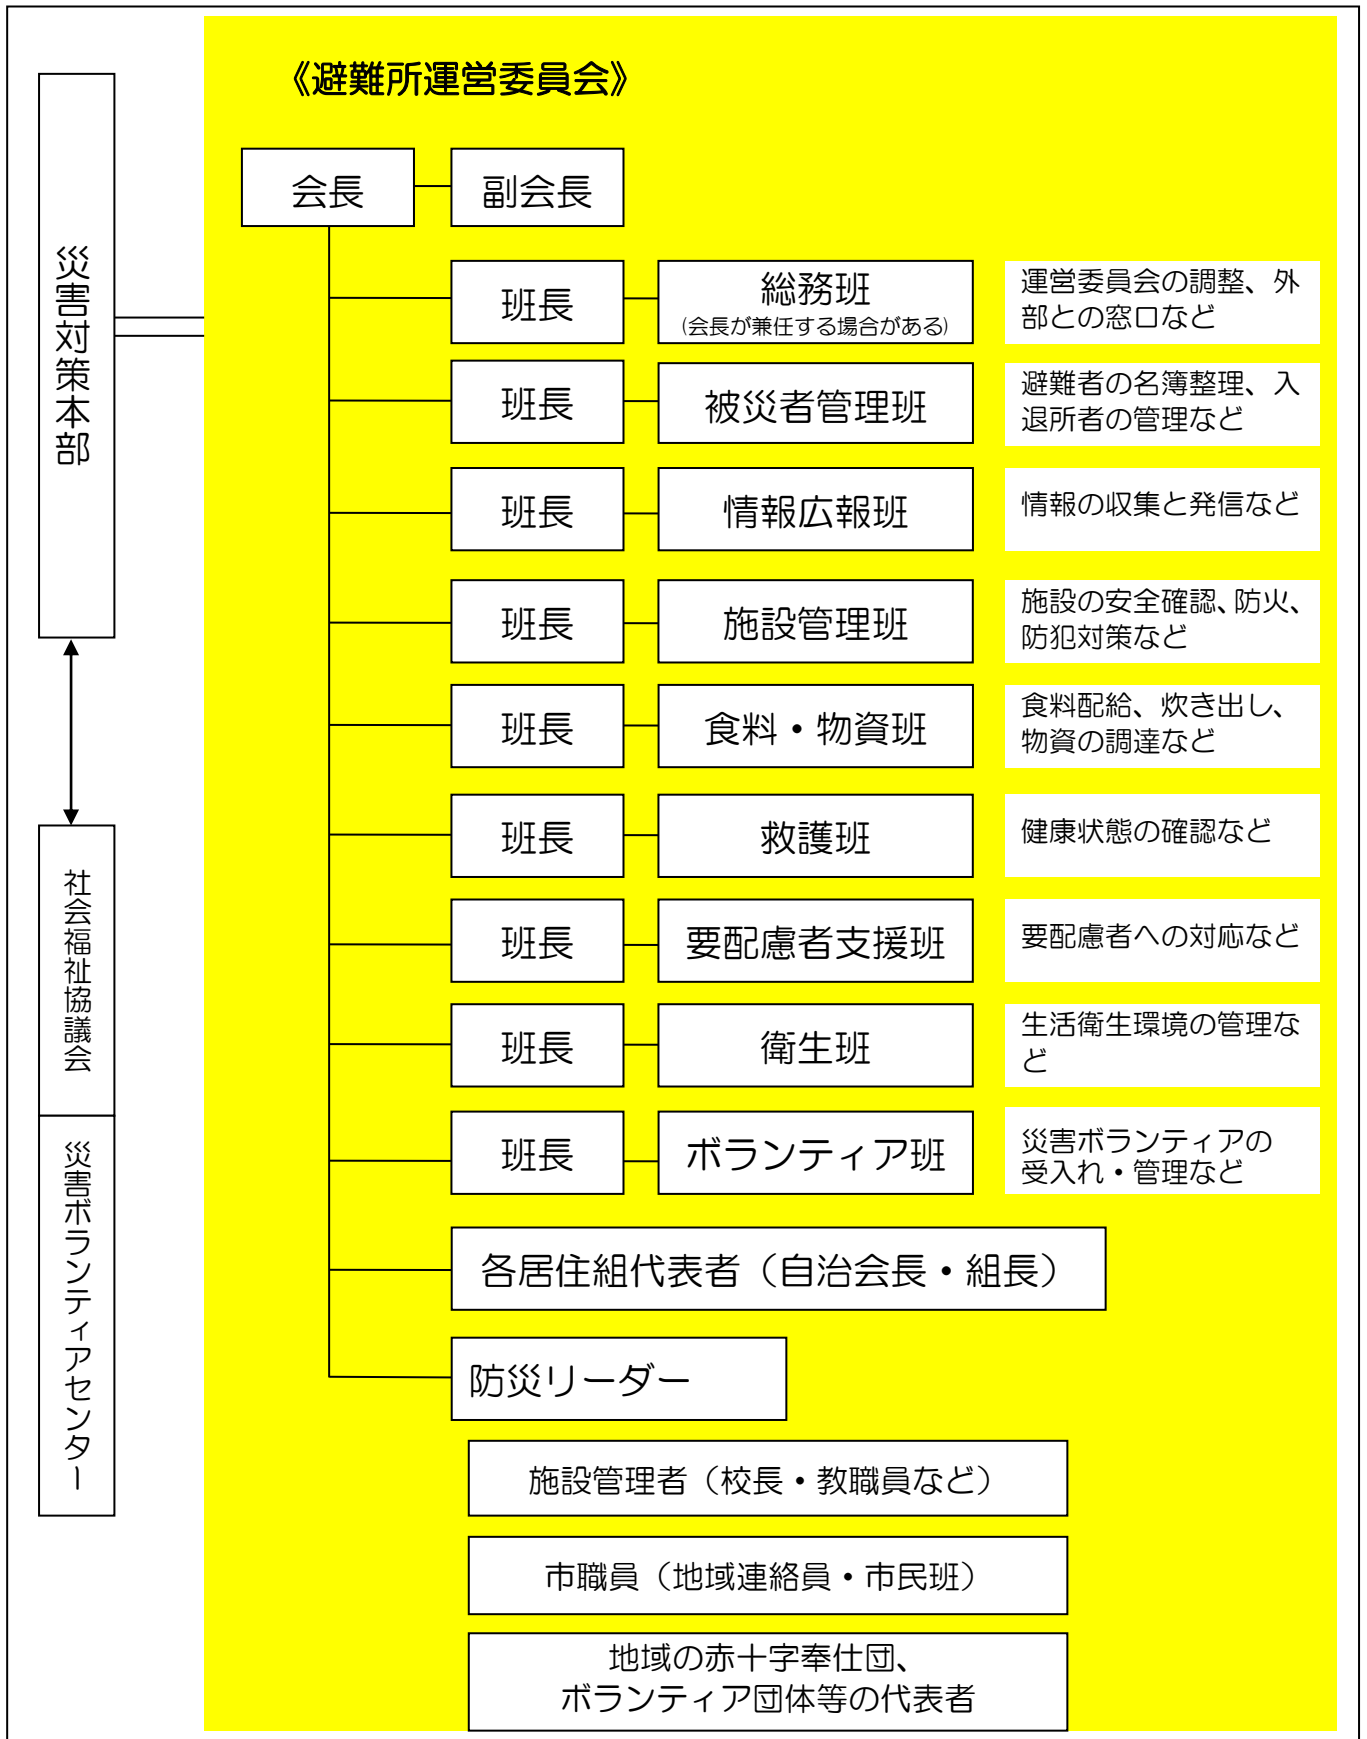 《避難所運営委員会》
災害対策本部
社会福祉協議会
災害ボランティアセンター
会長
副会長
班長
総務班
(会長が兼任する場合がある)
運営委員会の調整、外
部との窓口など
班長
被災者管理班
避難者の名簿整理、入
退所者の管理など
班長
情報広報班
情報の収集と発信など
班長
施設管理班
施設の安全確認、防火、
防犯対策など
班長
食料・物資班
食料配給、炊き出し、
物資の調達など
班長
救護班
健康状態の確認など
班長
要配慮者支援班
要配慮者への対応など
班長
衛生班
生活衛生環境の管理な
ど
班長
ボランティア班
災害ボランティアの
受入れ・管理など
各居住組代表者（自治会長・組長）
防災リーダー
施設管理者（校長・教職員など）
市職員（地域連絡員・市民班）
地域の赤十字奉仕団、
ボランティア団体等の代表者